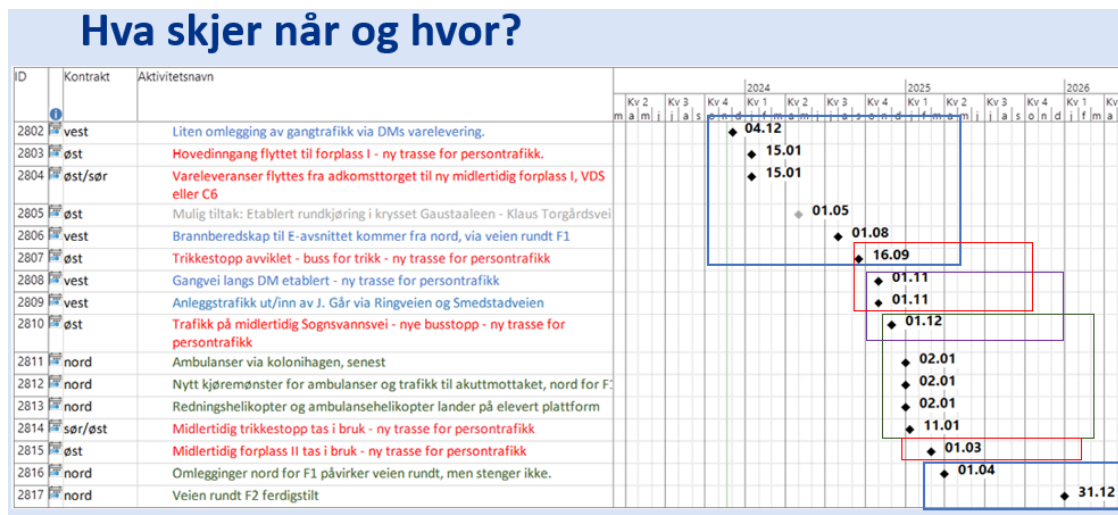 Hva skjer når og hvor?
ID Kontrakt Aktivitetsnavn
2024 2025 2026
Kv 2 Kv 3 Kv 4 Kv 1 Kv 2 Kv 3 Kv 4 Kv 1 Kv 2 Kv 3 Kv 4 Kv 1 Kv
m a m j j a s o n d j f m a m j j a s o n d j f m a m j j a s o n d j f m a
2802 vest Liten omlegging av gangtrafikk via DMs varelevering. 04.12
2803 øst Hovedinngang flyttet til forplass I - ny trasse for persontrafikk. 15.01
2804 øst/sør Vareleveranser flyttes fra adkomsttorget til ny midlertidig forplass I, VDS 15.01
eller C6
2805 øst Mulig tiltak: Etablert rundkjøring i krysset Gaustaaleen - Klaus Torgårdsvei 01.05
2806 vest Brannberedskap til E-avsnittet kommer fra nord, via veien rundt F1 01.08
2807 øst Trikkestopp avviklet - buss for trikk - ny trasse for persontrafikk 16.09
2808 vest Gangvei langs DM etablert - ny trasse for persontrafikk 01.11
2809 vest Anleggstrafikk ut/inn av J. Går via Ringveien og Smedstadveien 01.11
2810 øst Trafikk på midlertidig Sognsvannsvei - nye busstopp - ny trasse for 01.12
persontrafikk
2811 nord Ambulanser via kolonihagen, senest 02.01
2812 nord Nytt kjøremønster for ambulanser og trafikk til akuttmottaket, nord for F 02.01
2813 nord Redningshelikopter og ambulansehelikopter lander på elevert plattform 02.01
2814 sør/øst Midlertidig trikkestopp tas i bruk - ny trasse for persontrafikk 11.01
2815 øst Midlertidig forplass II tas i bruk - ny trasse for persontrafikk 01.03
2816 nord Omlegginger nord for F1 påvirker veien rundt, men stenger ikke. 01.04
2817 nord Veien rundt F2 ferdigstilt 31.12